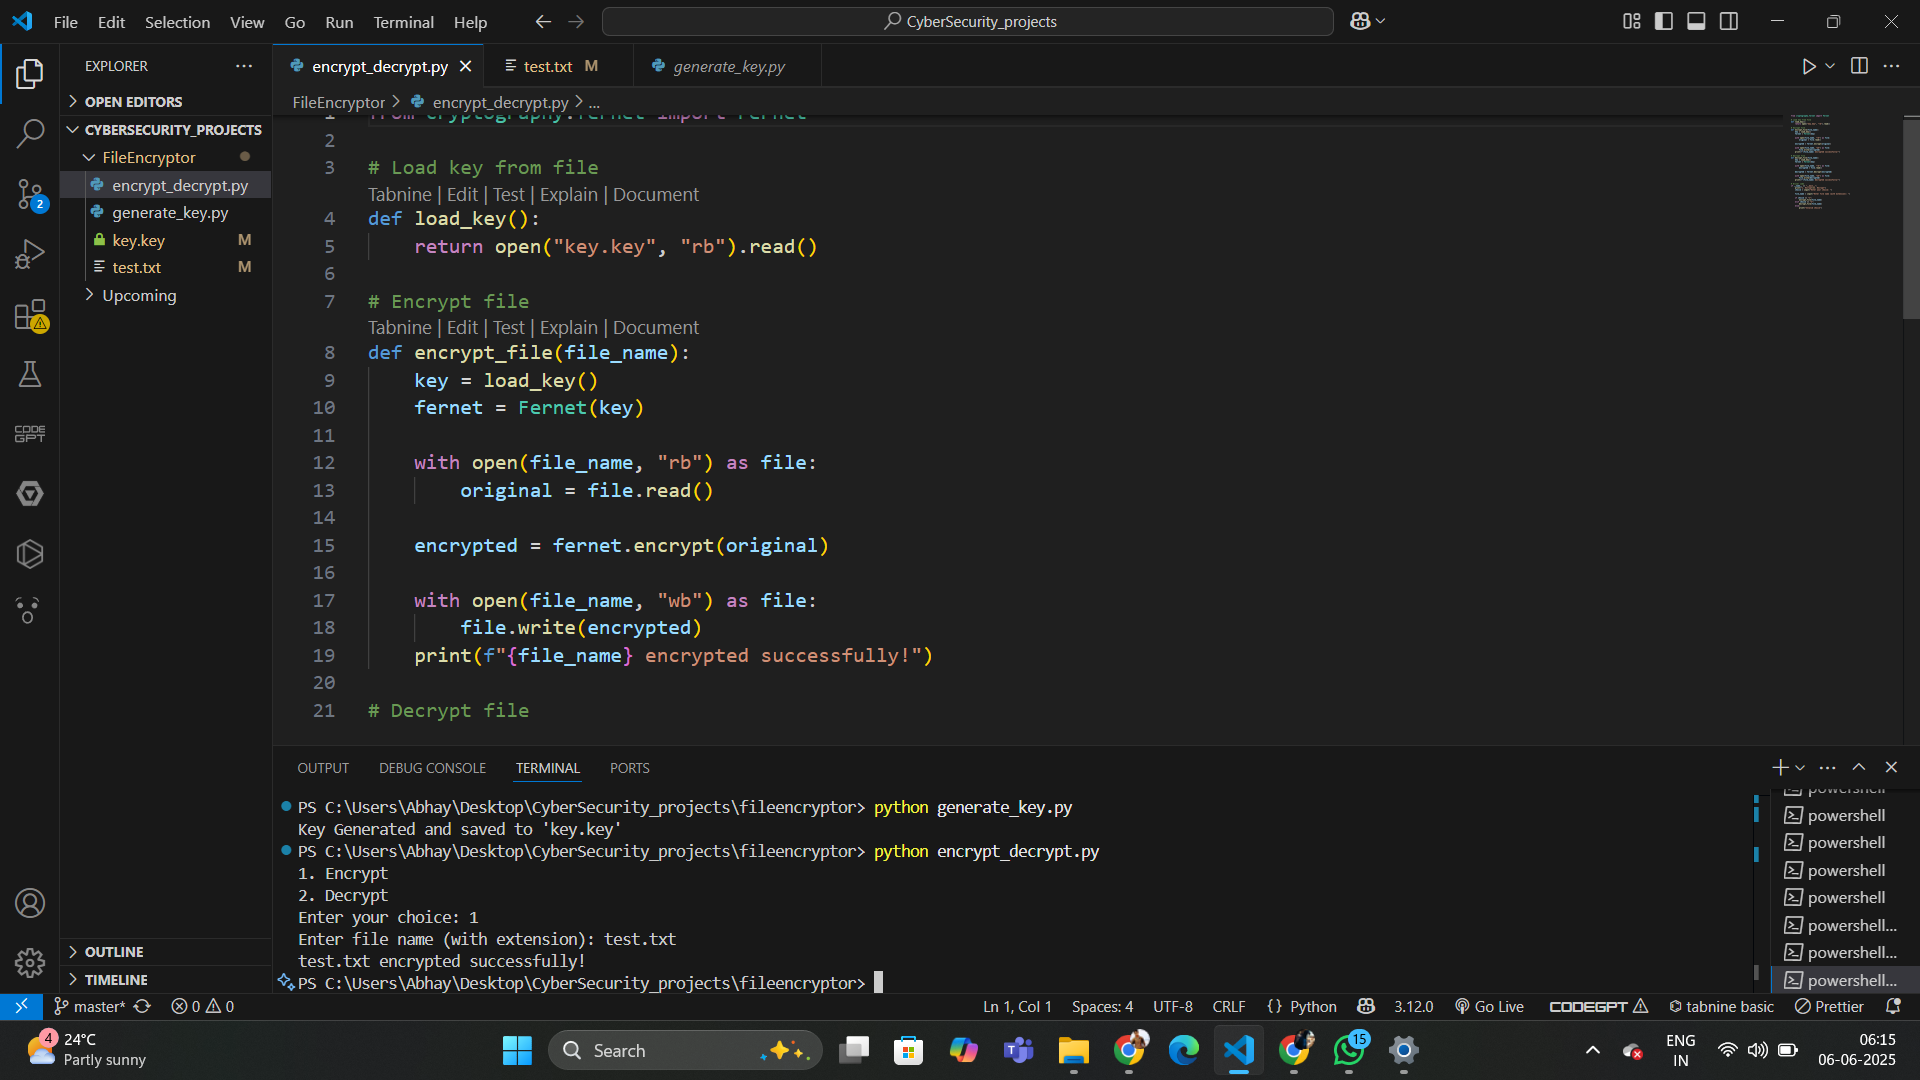 File Edit Selection View Go Run Terminal Help
CyberSecurity_projects
EXPLORER
OPEN EDITORS
CYBERSECURITY_PROJECTS
FileEncryptor
encrypt_decrypt.py
generate_key.py
key.key M
test.txt M
Upcoming
2
CODE
GPT
OUTLINE
TIMELINE
encrypt_decrypt.py
test.txt M
generate_key.py
FileEncryptor > encrypt_decrypt.py > ...
1 from cryptography.fernet import Fernet
2
3 # Load key from file
Tabnine | Edit | Test | Explain | Document
4 def load_key():
5 return open("key.key", "rb").read()
6
7 # Encrypt file
Tabnine | Edit | Test | Explain | Document
8 def encrypt_file(file_name):
9 key = load_key()
10 fernet = Fernet(key)
11
12 with open(file_name, "rb") as file:
13 original = file.read()
14
15 encrypted = fernet.encrypt(original)
16
17 with open(file_name, "wb") as file:
18 file.write(encrypted)
19 print(f"{file_name} encrypted successfully!")
20
21 # Decrypt file
OUTPUT DEBUG CONSOLE TERMINAL PORTS
PS C:\Users\Abhay\Desktop\CyberSecurity_projects\fileencryptor> python generate_key.py
Key Generated and saved to 'key.key'
PS C:\Users\Abhay\Desktop\CyberSecurity_projects\fileencryptor> python encrypt_decrypt.py
1. Encrypt
2. Decrypt
Enter your choice: 1
Enter file name (with extension): test.txt
test.txt encrypted successfully!
PS C:\Users\Abhay\Desktop\CyberSecurity_projects\fileencryptor>
powershell
powershell
powershell
powershell
powershell
powershell...
powershell...
powershell...
master* 0 0
Ln 1, Col 1 Spaces: 4 UTF-8 CRLF {} Python 3.12.0 Go Live CODEGPT tabnine basic Prettier
4
24°C
Partly sunny
Search
15
ENG
IN
06:15
06-06-2025